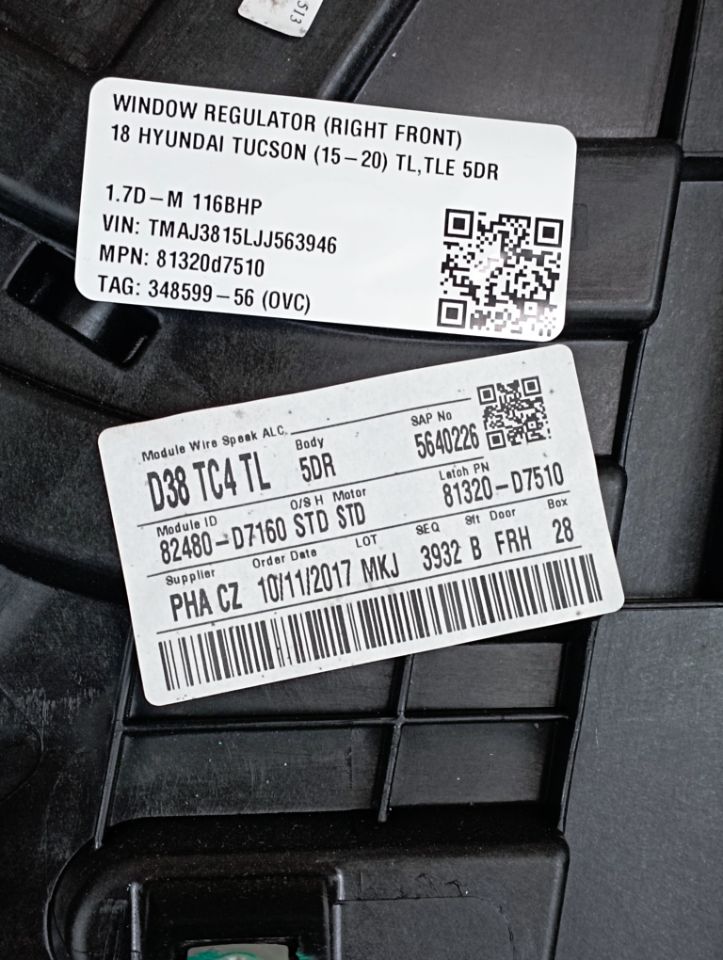 513
WINDOW REGULATOR (RIGHT FRONT)
18 HYUNDAI TUCSON (15-20) TL,TLE 5DR
1.7D-M 116BHP
VIN: TMAJ3815LJJ563946
MPN: 81320d7510
TAG: 348599-56 (OVC)
Module Wire Speak ALC. Body SAP No
D38 TC4 TL 5DR 5640226
Module ID O/S H Motor Latch PN
82480-D7160 STD STD 81320-D7510
Supplier Order Date LOT SEQ Sft Door Box
PHA CZ 10/11/2017 MKJ 3932 B FRH 28